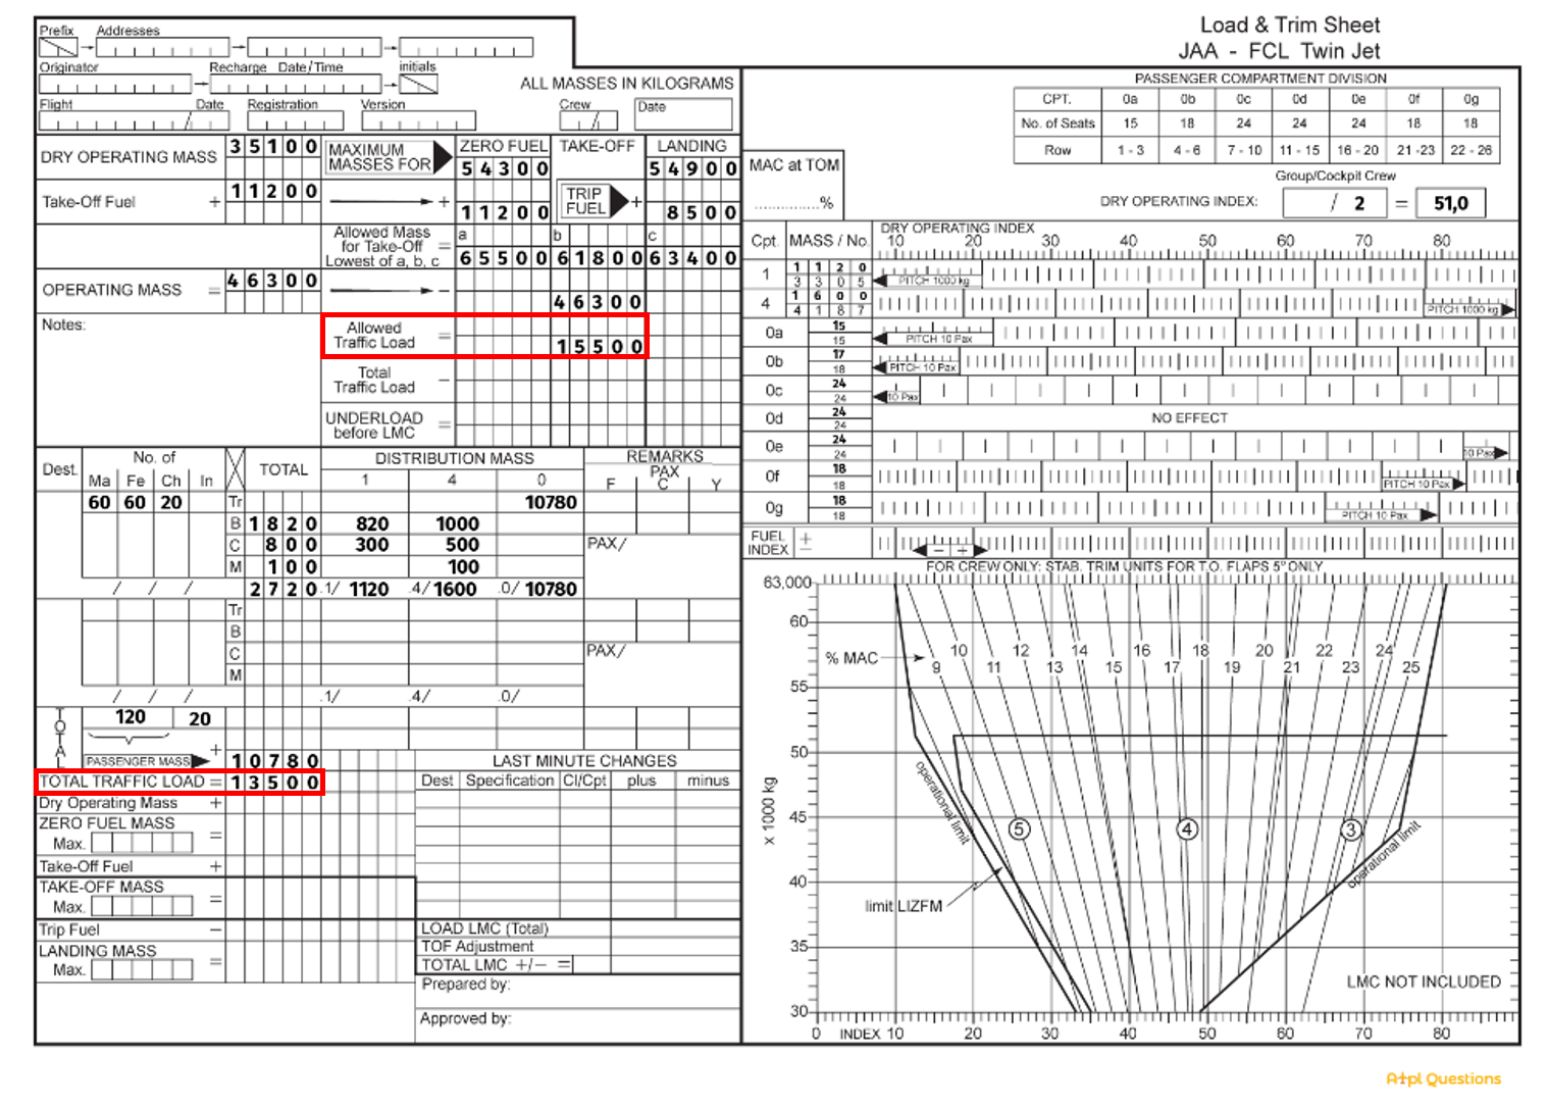 Load & Trim Sheet
JAA - FCL Twin Jet
Prefix Addresses
Originator Recharge Date/Time initials
ALL MASSES IN KILOGRAMS
Flight Date Registration Version Crew Date
DRY OPERATING MASS 35100 MAXIMUM MASSES FOR ZERO FUEL TAKE-OFF LANDING
54300 54900
Take-Off Fuel + 11200 + TRIP FUEL +
11200 8500
Allowed Mass for Take-Off Lowest of a, b, c = a b c
65500 61800 63400
OPERATING MASS = 46300 -
46300
Notes:
Allowed Traffic Load = 15500
Total Traffic Load -
UNDERLOAD before LMC =
Dest. No. of TOTAL DISTRIBUTION MASS REMARKS
Ma Fe Ch In 1 4 0 PAX
F C Y
60 60 20 Tr 10780
B 1820 820 1000
C 800 300 500 PAX/
M 100 100
/ / / 2720 .1/ 1120 .4/ 1600 .0/ 10780
Tr
B
C PAX/
M
/ / / .1/ .4/ .0/
TOTAL
120 20
+
PASSENGER MASS 10780
TOTAL TRAFFIC LOAD = 13500
Dry Operating Mass +
ZERO FUEL MASS
Max. =
Take-Off Fuel +
TAKE-OFF MASS
Max. =
Trip Fuel -
LANDING MASS
Max. =
LAST MINUTE CHANGES
Dest Specification Cl/Cpt plus minus
LOAD LMC (Total)
TOF Adjustment
TOTAL LMC +/− =
Prepared by:
Approved by:
PASSENGER COMPARTMENT DIVISION
CPT. 0a 0b 0c 0d 0e 0f 0g
No. of Seats 15 18 24 24 24 18 18
Row 1 - 3 4 - 6 7 - 10 11 - 15 16 - 20 21 -23 22 - 26
MAC at TOM
..............%
Group/Cockpit Crew
DRY OPERATING INDEX: / 2 = 51,0
Cpt. MASS / No. DRY OPERATING INDEX
10 20 30 40 50 60 70 80
1 1120 3305 PITCH 1000 kg
4 1600 4187 PITCH 1000 kg
0a 15 15 PITCH 10 Pax
0b 17 18 PITCH 10 Pax
0c 24 24 10 Pax
0d 24 24 NO EFFECT
0e 24 24 10 Pax
0f 18 18 PITCH 10 Pax
0g 18 18 PITCH 10 Pax
FUEL INDEX + − − +
FOR CREW ONLY: STAB. TRIM UNITS FOR T.O. FLAPS 5° ONLY
63,000
60
% MAC
9 10 11 12 13 14 15 16 17 18 19 20 21 22 23 24 25
55
50
x 1000 kg
45
operational limit
5 4 3
operational limit
40
limit LIZFM
35
LMC NOT INCLUDED
30
0 INDEX 10 20 30 40 50 60 70 80
Atpl Questions